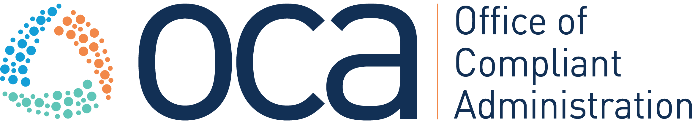 oca
Office of
Compliant
Administration